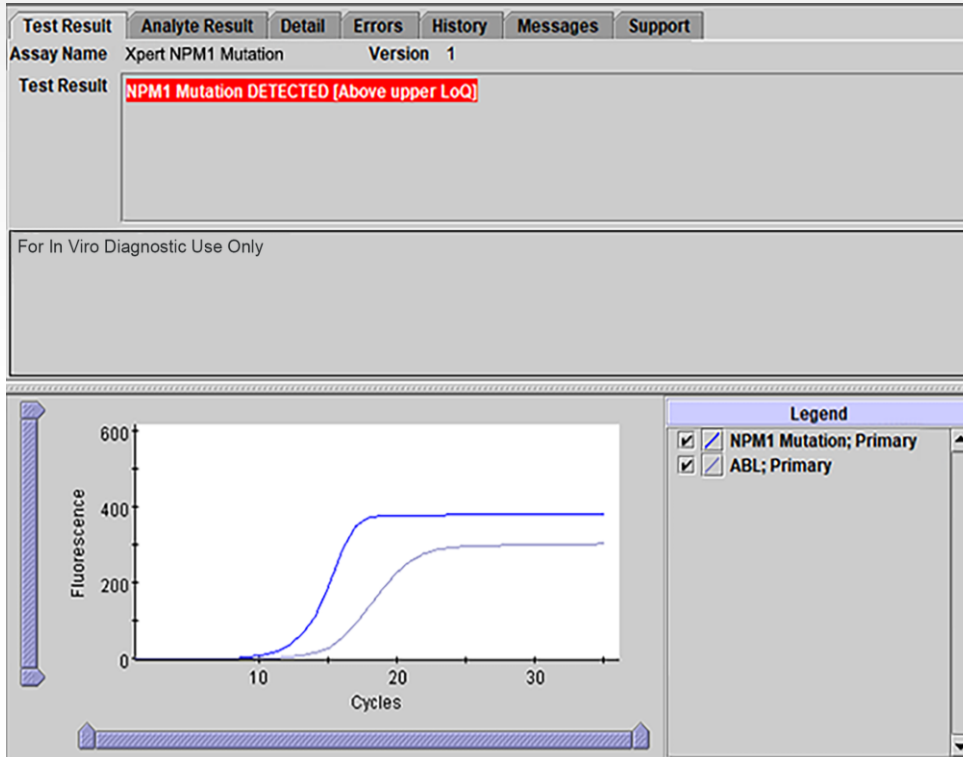 Test Result Analyte Result Detail Errors History Messages Support
Assay Name Xpert NPM1 Mutation Version 1
Test Result NPM1 Mutation DETECTED [Above upper LoQ]
For In Viro Diagnostic Use Only
Legend
NPM1 Mutation; Primary
ABL; Primary
600
400
200
0
Fluorescence
10 20 30
Cycles